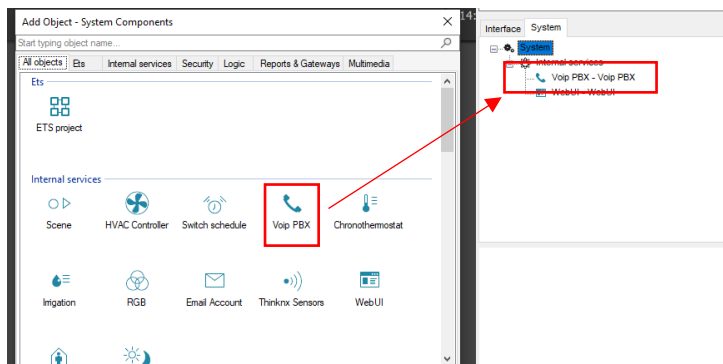 Add Object - System Components
14:
Start typing object name...
All objects Ets Internal services Security Logic Reports & Gateways Multimedia
Ets
ETS project
Internal services
Scene HVAC Controller Switch schedule Voip PBX Chronothermostat
Irrigation RGB Email Account Thinknx Sensors WebUI
Interface System
System
Internal services
Voip PBX - Voip PBX
WebUI - WebUI